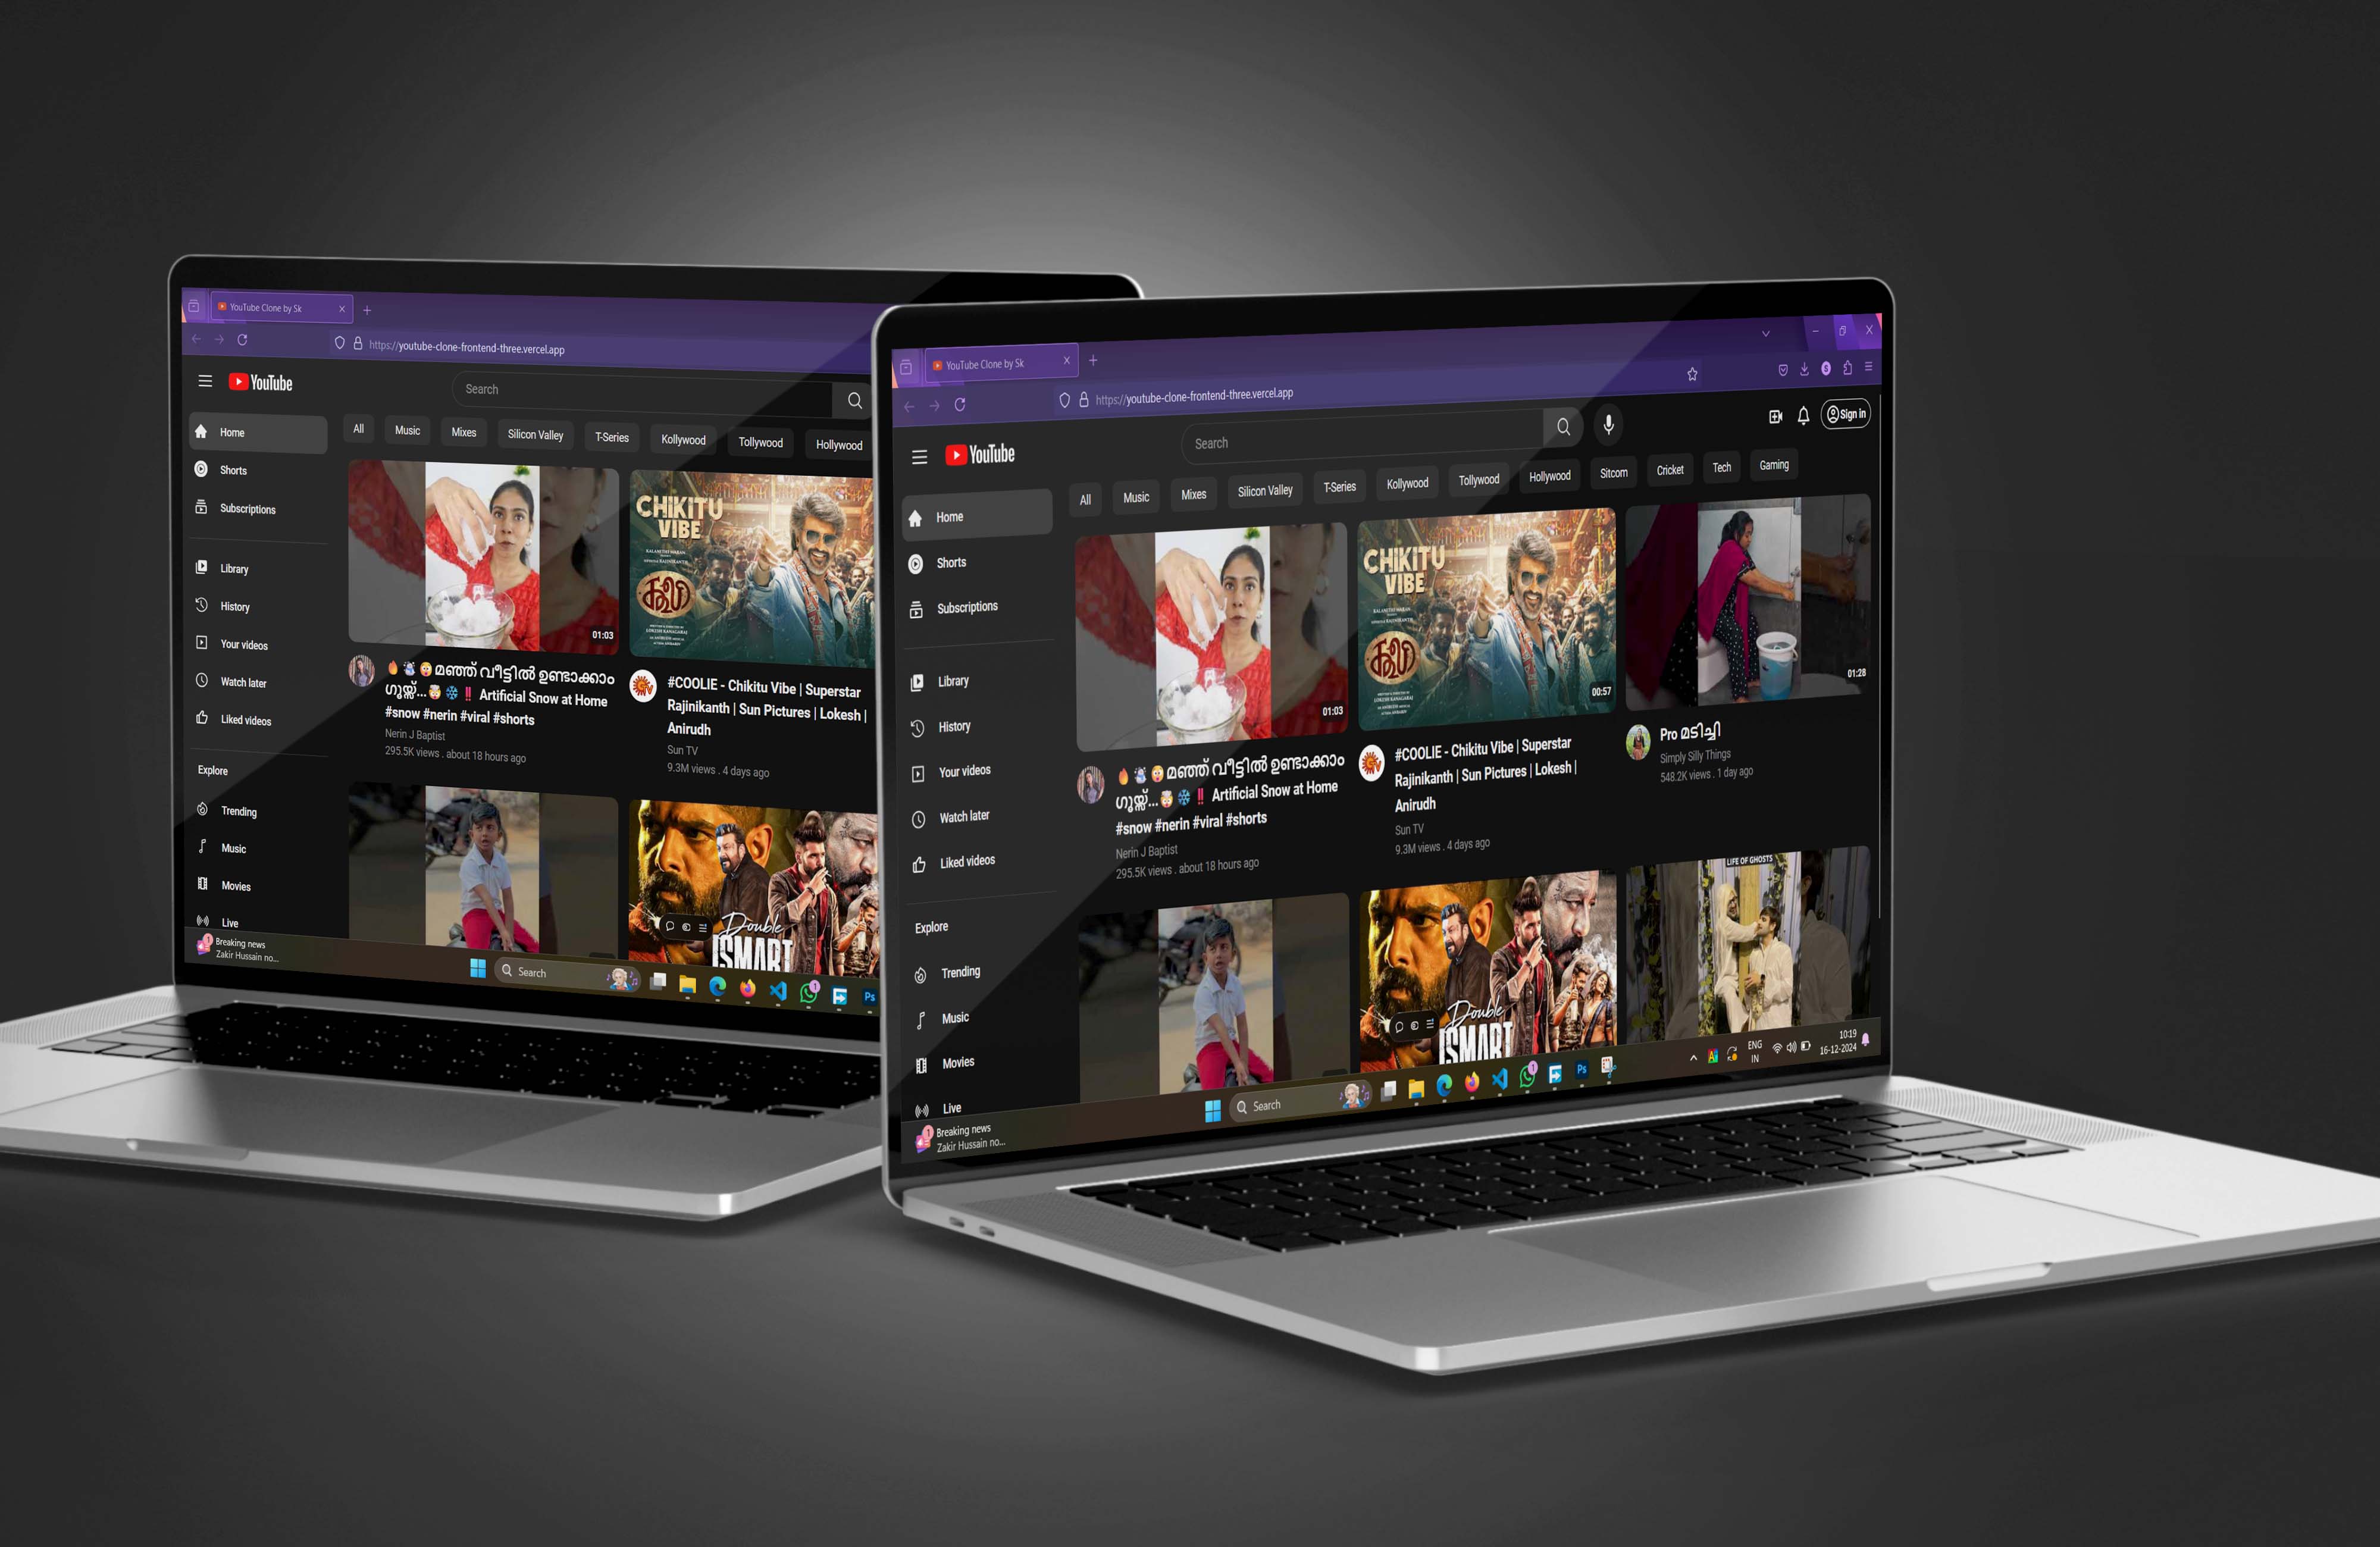 YouTube Clone by Sk
https://youtube-clone-frontend-three.vercel.app
YouTube
Search
Home
Shorts
Subscriptions
Library
History
Your videos
Watch later
Liked videos
Explore
Trending
Music
Movies
Live
All Music Mixes Silicon Valley T-Series Kollywood Tollywood Hollywood
CHIKITU
VIBE
01:03
🔥☃️🥶മഞ്ഞ് വീട്ടിൽ ഉണ്ടാക്കാം
ഗുയ്സ്...🤯❄️‼️ Artificial Snow at Home
#snow #nerin #viral #shorts
Nerin J Baptist
295.5K views . about 18 hours ago
#COOLIE - Chikitu Vibe | Superstar
Rajinikanth | Sun Pictures | Lokesh |
Anirudh
Sun TV
9.3M views . 4 days ago
Double
ISMART
Breaking news
Zakir Hussain no...
Search
Ps
YouTube Clone by Sk
https://youtube-clone-frontend-three.vercel.app
YouTube
Search
Sign in
Home
Shorts
Subscriptions
Library
History
Your videos
Watch later
Liked videos
Explore
Trending
Music
Movies
Live
All Music Mixes Silicon Valley T-Series Kollywood Tollywood Hollywood Sitcom Cricket Tech Gaming
CHIKITU
VIBE
LOKESH KANAGARAJ
01:03
00:57
01:28
🔥☃️🥶മഞ്ഞ് വീട്ടിൽ ഉണ്ടാക്കാം
ഗുയ്സ്...🤯❄️‼️ Artificial Snow at Home
#snow #nerin #viral #shorts
Nerin J Baptist
295.5K views . about 18 hours ago
#COOLIE - Chikitu Vibe | Superstar
Rajinikanth | Sun Pictures | Lokesh |
Anirudh
Sun TV
9.3M views . 4 days ago
Pro മടിച്ചി
Simply Silly Things
548.2K views . 1 day ago
LIFE OF GHOSTS
Double
ISMART
Breaking news
Zakir Hussain no...
Search
Ps
ENG
IN
10:19
16-12-2024